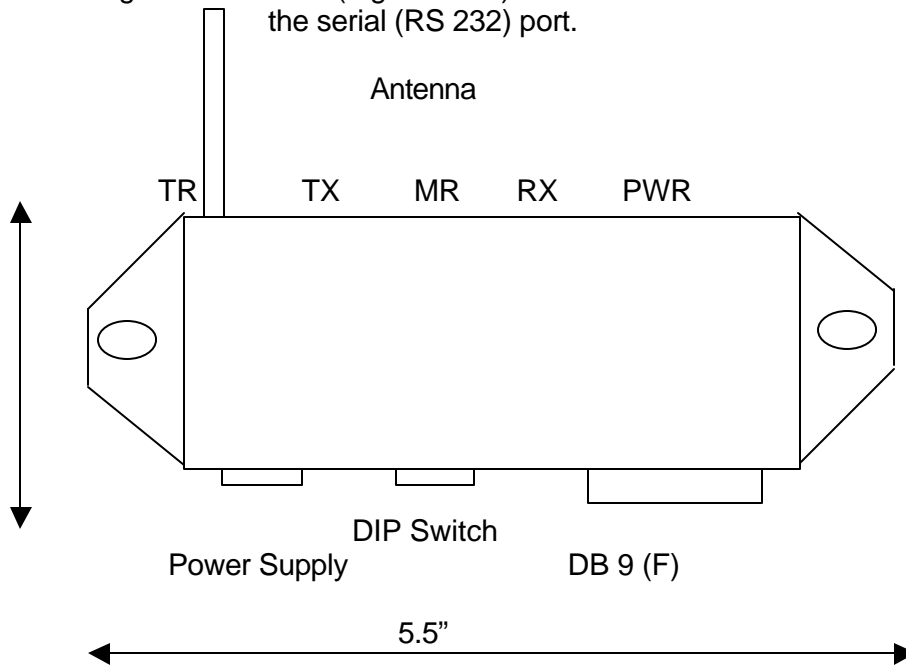 the serial (RS 232) port.
Antenna
TR TX MR RX PWR
DIP Switch
Power Supply DB 9 (F)
5.5”